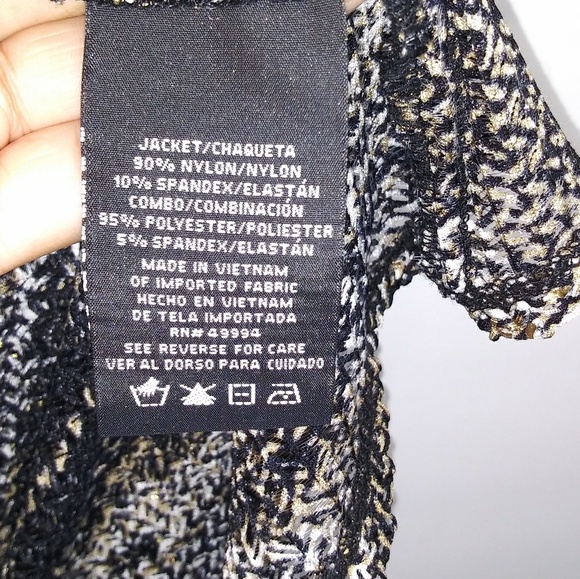 JACKET/CHAQUETA
90% NYLON/NYLON
10% SPANDEX/ELASTÁN
COMBO/COMBINACIÓN
95% POLYESTER/POLIESTER
5% SPANDEX/ELASTÁN
MADE IN VIETNAM
OF IMPORTED FABRIC
HECHO EN VIETNAM
DE TELA IMPORTADA
RN# 49994
SEE REVERSE FOR CARE
VER AL DORSO PARA CUIDADO